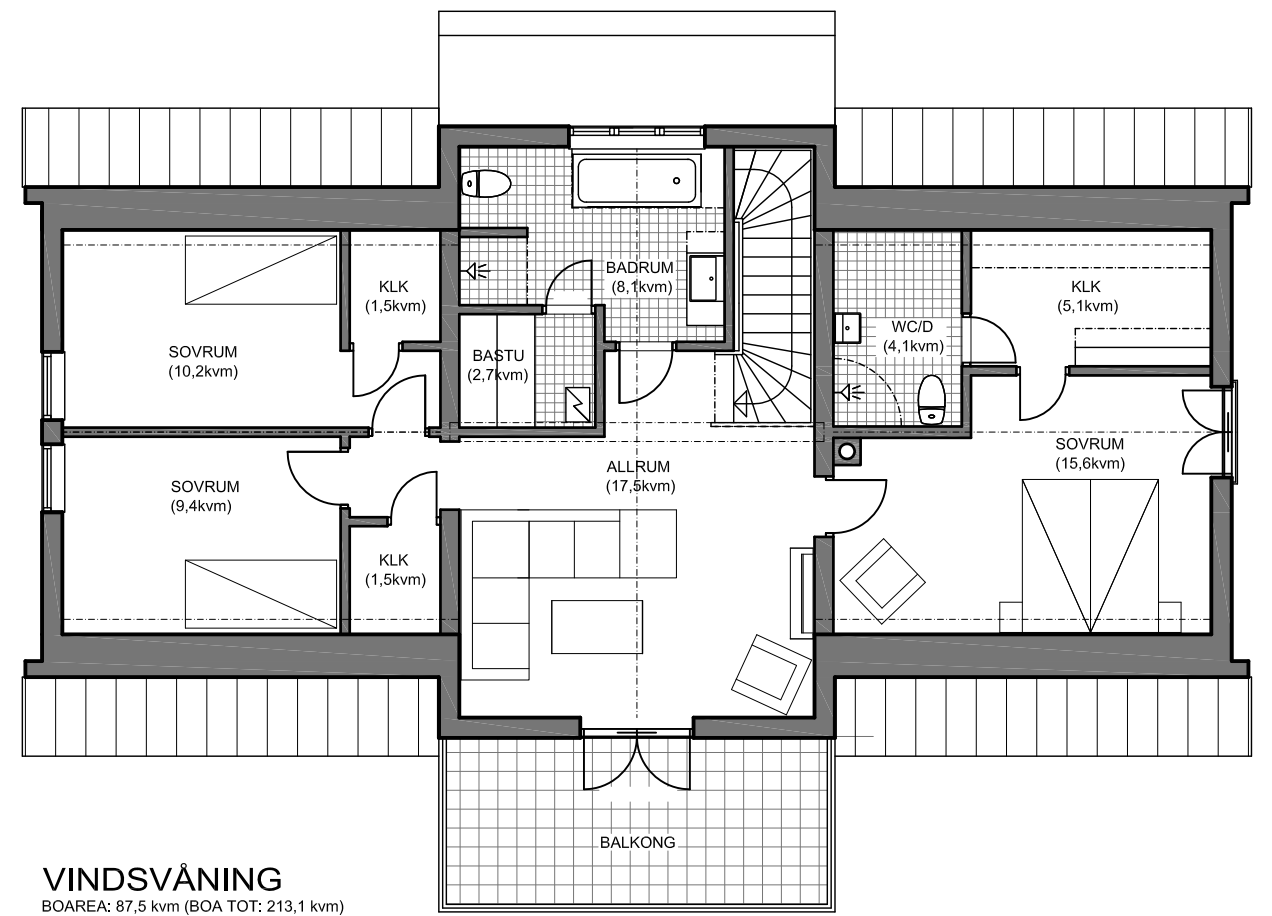 BADRUM
(8,1kvm)
KLK
(1,5kvm)
KLK
(5,1kvm)
WC/D
(4,1kvm)
SOVRUM
(10,2kvm)
BASTU
(2,7kvm)
SOVRUM
(15,6kvm)
ALLRUM
(17,5kvm)
SOVRUM
(9,4kvm)
KLK
(1,5kvm)
BALKONG
VINDSVÅNING
BOAREA: 87,5 kvm (BOA TOT: 213,1 kvm)